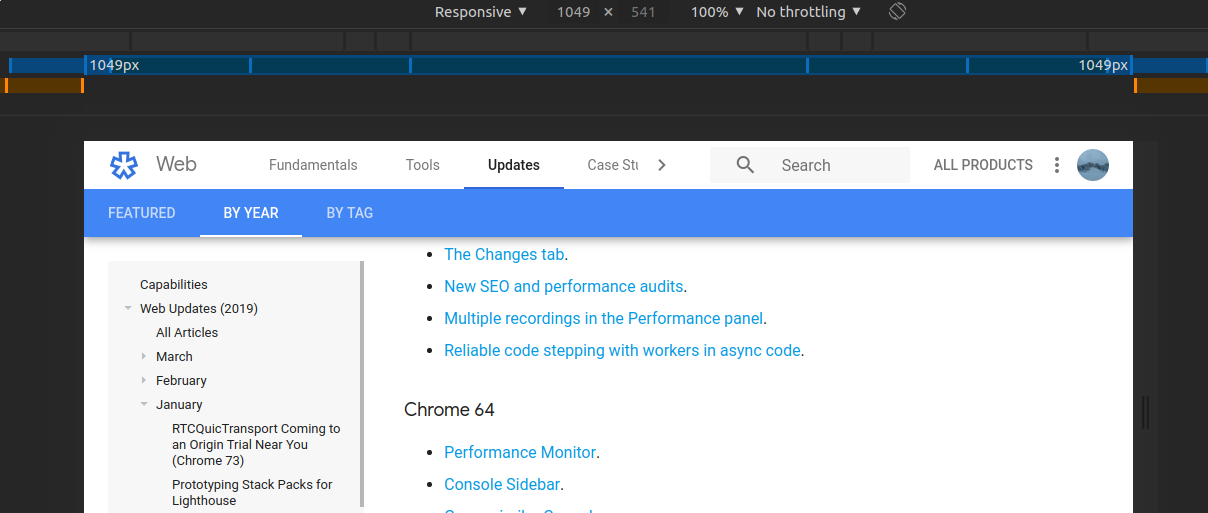 Responsive ▼ 1049 × 541 100% ▼ No throttling ▼
1049px 1049px
Web Fundamentals Tools Updates Case Stu Search ALL PRODUCTS
FEATURED BY YEAR BY TAG
• The Changes tab.
• New SEO and performance audits.
• Multiple recordings in the Performance panel.
• Reliable code stepping with workers in async code.
Chrome 64
• Performance Monitor.
• Console Sidebar.
Capabilities
Web Updates (2019)
All Articles
March
February
January
RTCQuicTransport Coming to
an Origin Trial Near You
(Chrome 73)
Prototyping Stack Packs for
Lighthouse